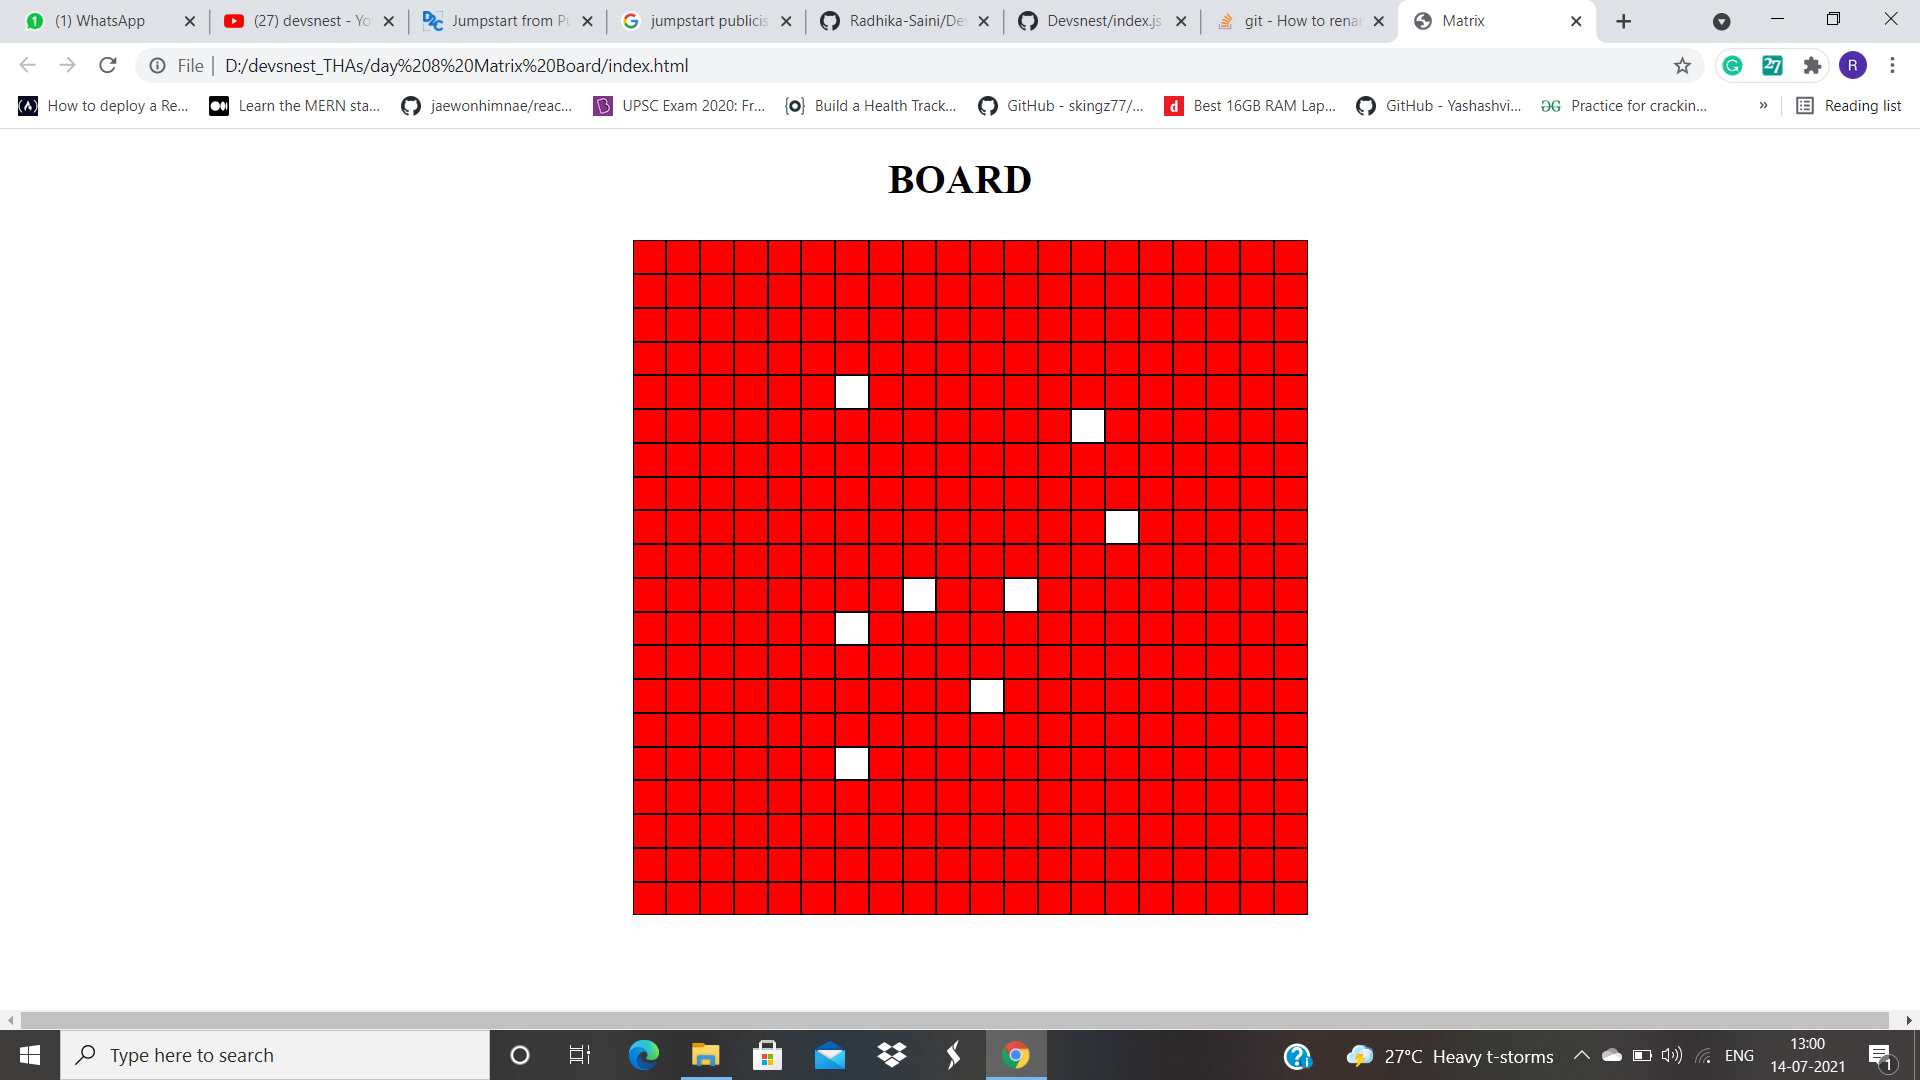 (1) WhatsApp
(27) devsnest - Yo
Jumpstart from Pu
jumpstart publicis
Radhika-Saini/De
Devsnest/index.js
git - How to rena
Matrix
File
D:/devsnest_THAs/day%208%20Matrix%20Board/index.html
27
R
How to deploy a Re...
Learn the MERN sta...
jaewonhimnae/reac...
UPSC Exam 2020: Fr...
Build a Health Track...
GitHub - skingz77/...
Best 16GB RAM Lap...
GitHub - Yashashvi...
Practice for crackin...
»
Reading list
BOARD
Type here to search
27°C Heavy t-storms
ENG
13:00
14-07-2021
1